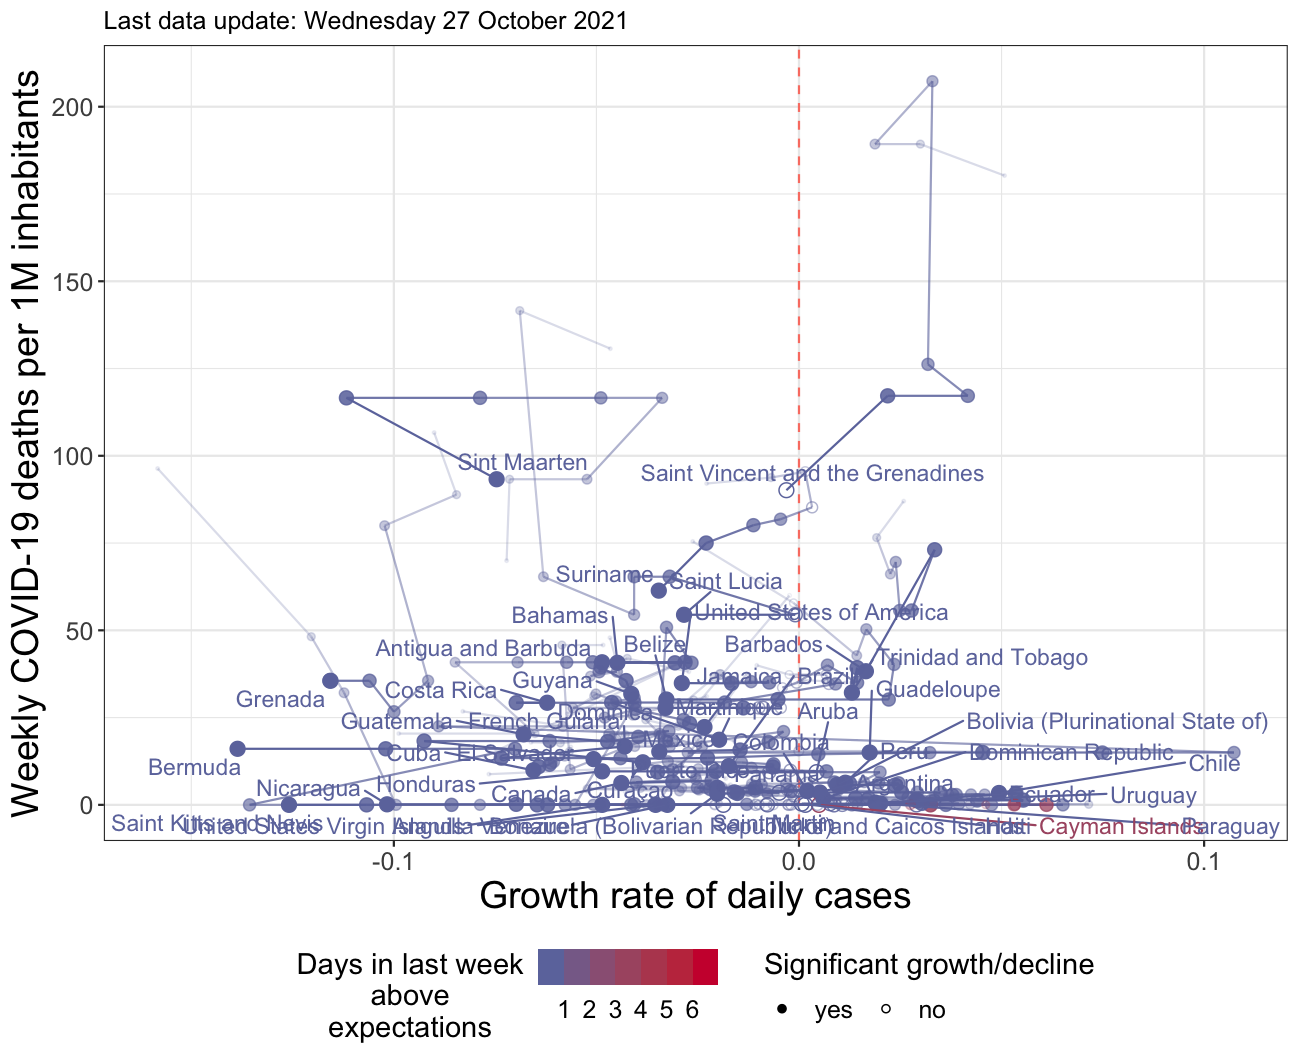 Last data update: Wednesday 27 October 2021
Weekly COVID-19 deaths per 1M inhabitants
200
150
100
50
0
Sint Maarten
Saint Vincent and the Grenadines
Suriname
Saint Lucia
Bahamas
United States of America
Antigua and Barbuda
Belize
Barbados
Trinidad and Tobago
Grenada
Costa Rica
Guyana
Jamaica
Brazil
Guadeloupe
Guatemala
French Guiana
Dominica
Martinique
Aruba
Bolivia (Plurinational State of)
Bermuda
Cuba
El Salvador
Mexico
Colombia
Peru
Dominican Republic
Chile
Nicaragua
Honduras
Canada
Curacao
Puerto Rico
Panama
Argentina
Ecuador
Uruguay
Saint Kitts and Nevis
United States Virgin Islands
Anguilla
Bonaire
Venezuela (Bolivarian Republic of)
Saint Martin
Turks and Caicos Islands
Haiti
Cayman Islands
Paraguay
-0.1
0.0
0.1
Growth rate of daily cases
Days in last week
above
expectations
1 2 3 4 5 6
Significant growth/decline
yes
no